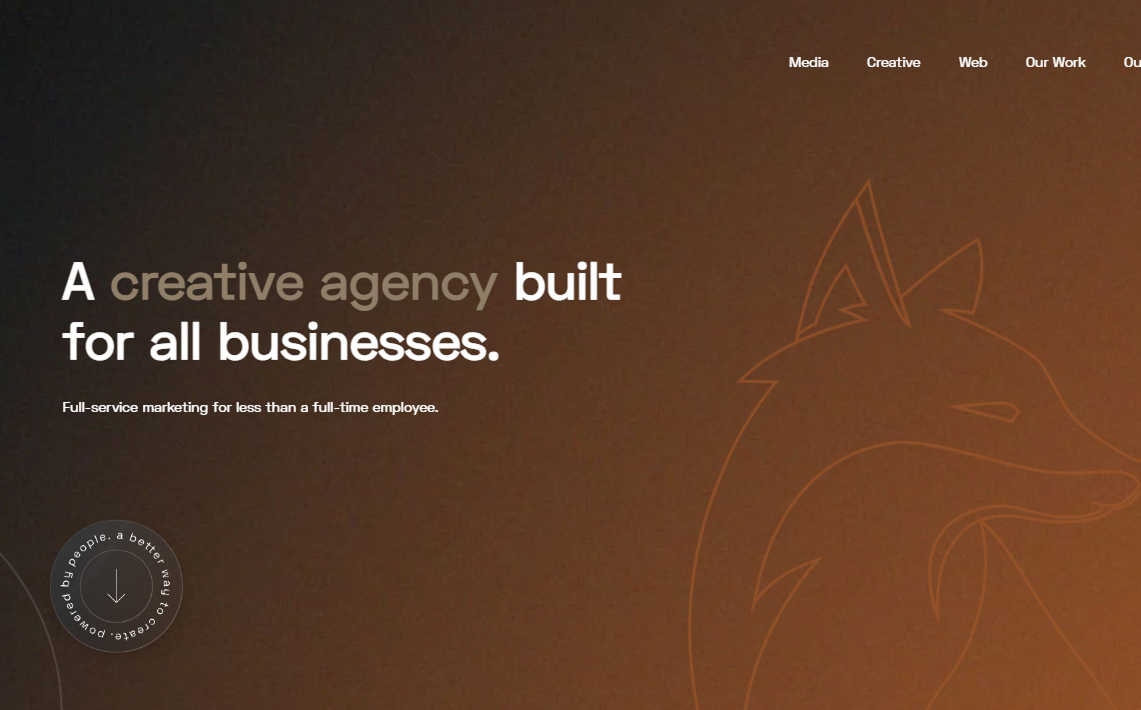 Media Creative Web Our Work Ou
A creative agency built
for all businesses.
Full-service marketing for less than a full-time employee.
a better way to create. powered by people.